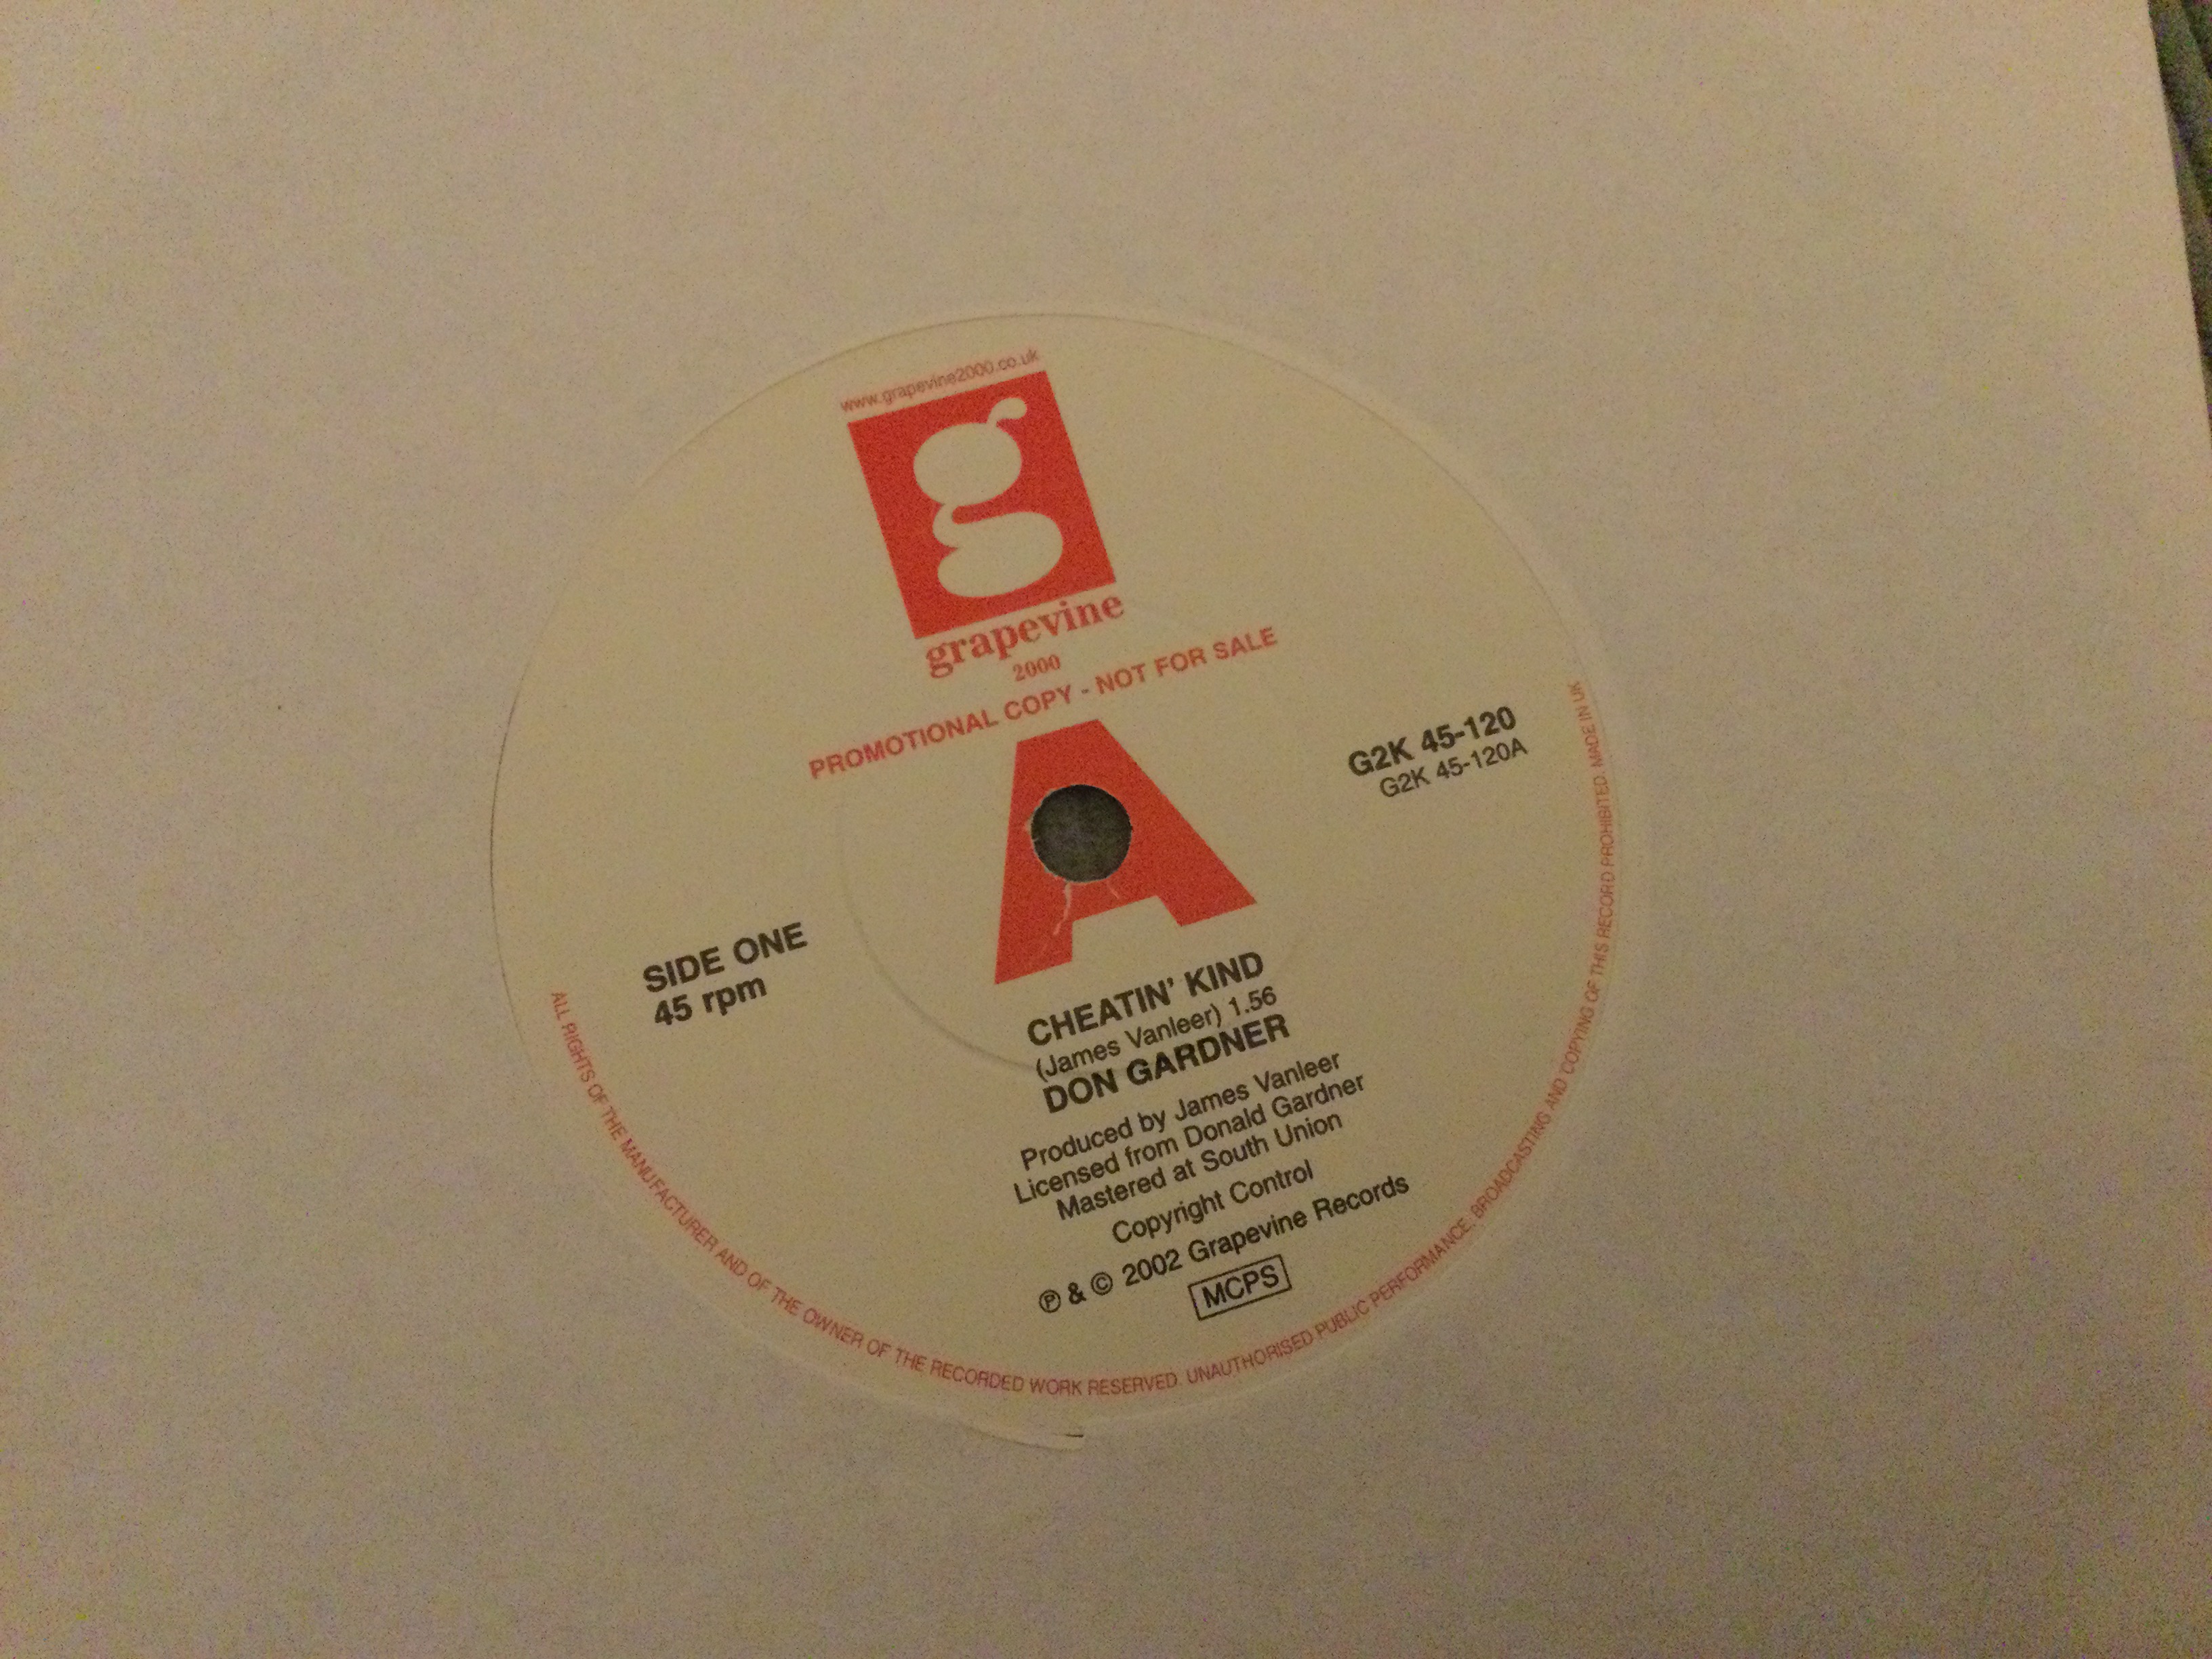 www.grapevine2000.co.uk
g
grapevine
2000
PROMOTIONAL COPY - NOT FOR SALE
A
G2K 45-120
G2K 45-120A
SIDE ONE
45 rpm
CHEATIN' KIND
(James Vanleer) 1.56
DON GARDNER
Produced by James Vanleer
Licensed from Donald Gardner
Mastered at South Union
Copyright Control
℗ & © 2002 Grapevine Records
MCPS
ALL RIGHTS OF THE MANUFACTURER AND OF THE OWNER OF THE RECORDED WORK RESERVED. UNAUTHORISED PUBLIC PERFORMANCE, BROADCASTING AND COPYING OF THIS RECORD PROHIBITED. MADE IN UK